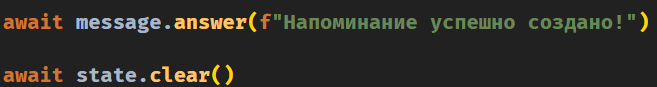 await message.answer(f"Напоминание успешно создано!")
await state.clear()